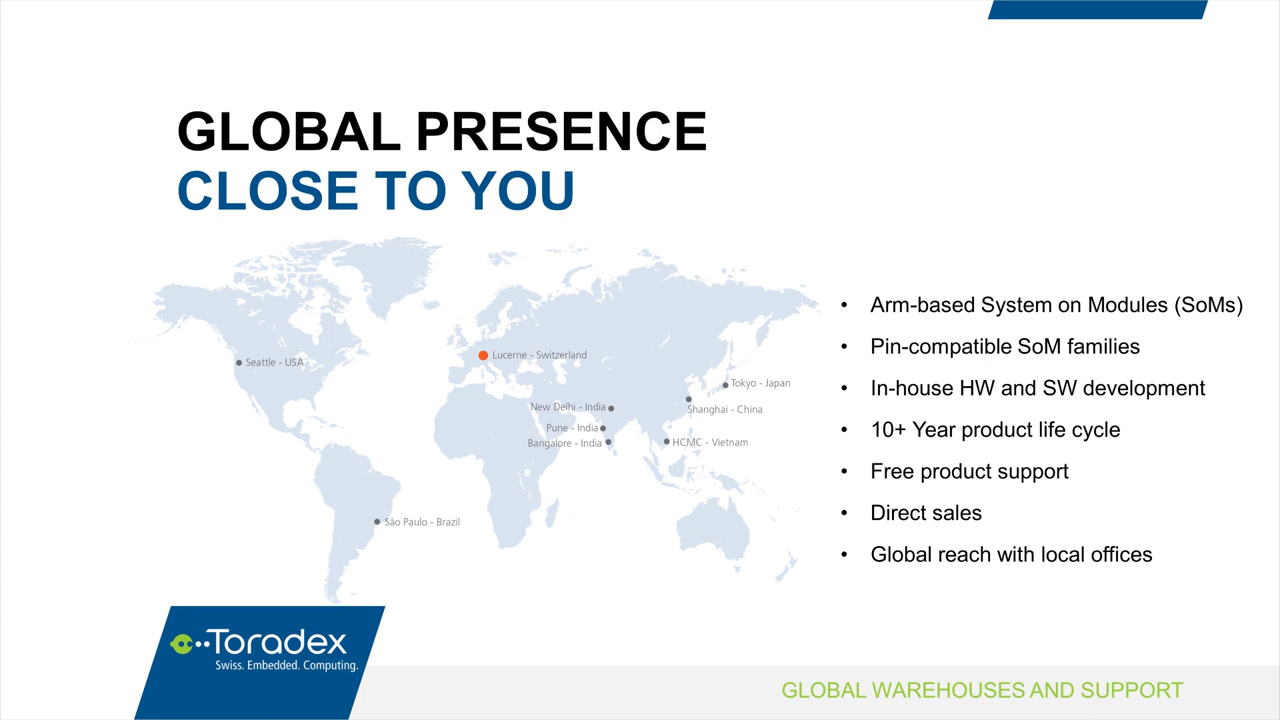 GLOBAL PRESENCE
CLOSE TO YOU
Seattle - USA
Lucerne - Switzerland
Tokyo - Japan
New Delhi - India
Shanghai - China
Pune - India
Bangalore - India
HCMC - Vietnam
São Paulo - Brazil
• Arm-based System on Modules (SoMs)
• Pin-compatible SoM families
• In-house HW and SW development
• 10+ Year product life cycle
• Free product support
• Direct sales
• Global reach with local offices
Toradex
Swiss. Embedded. Computing.
GLOBAL WAREHOUSES AND SUPPORT